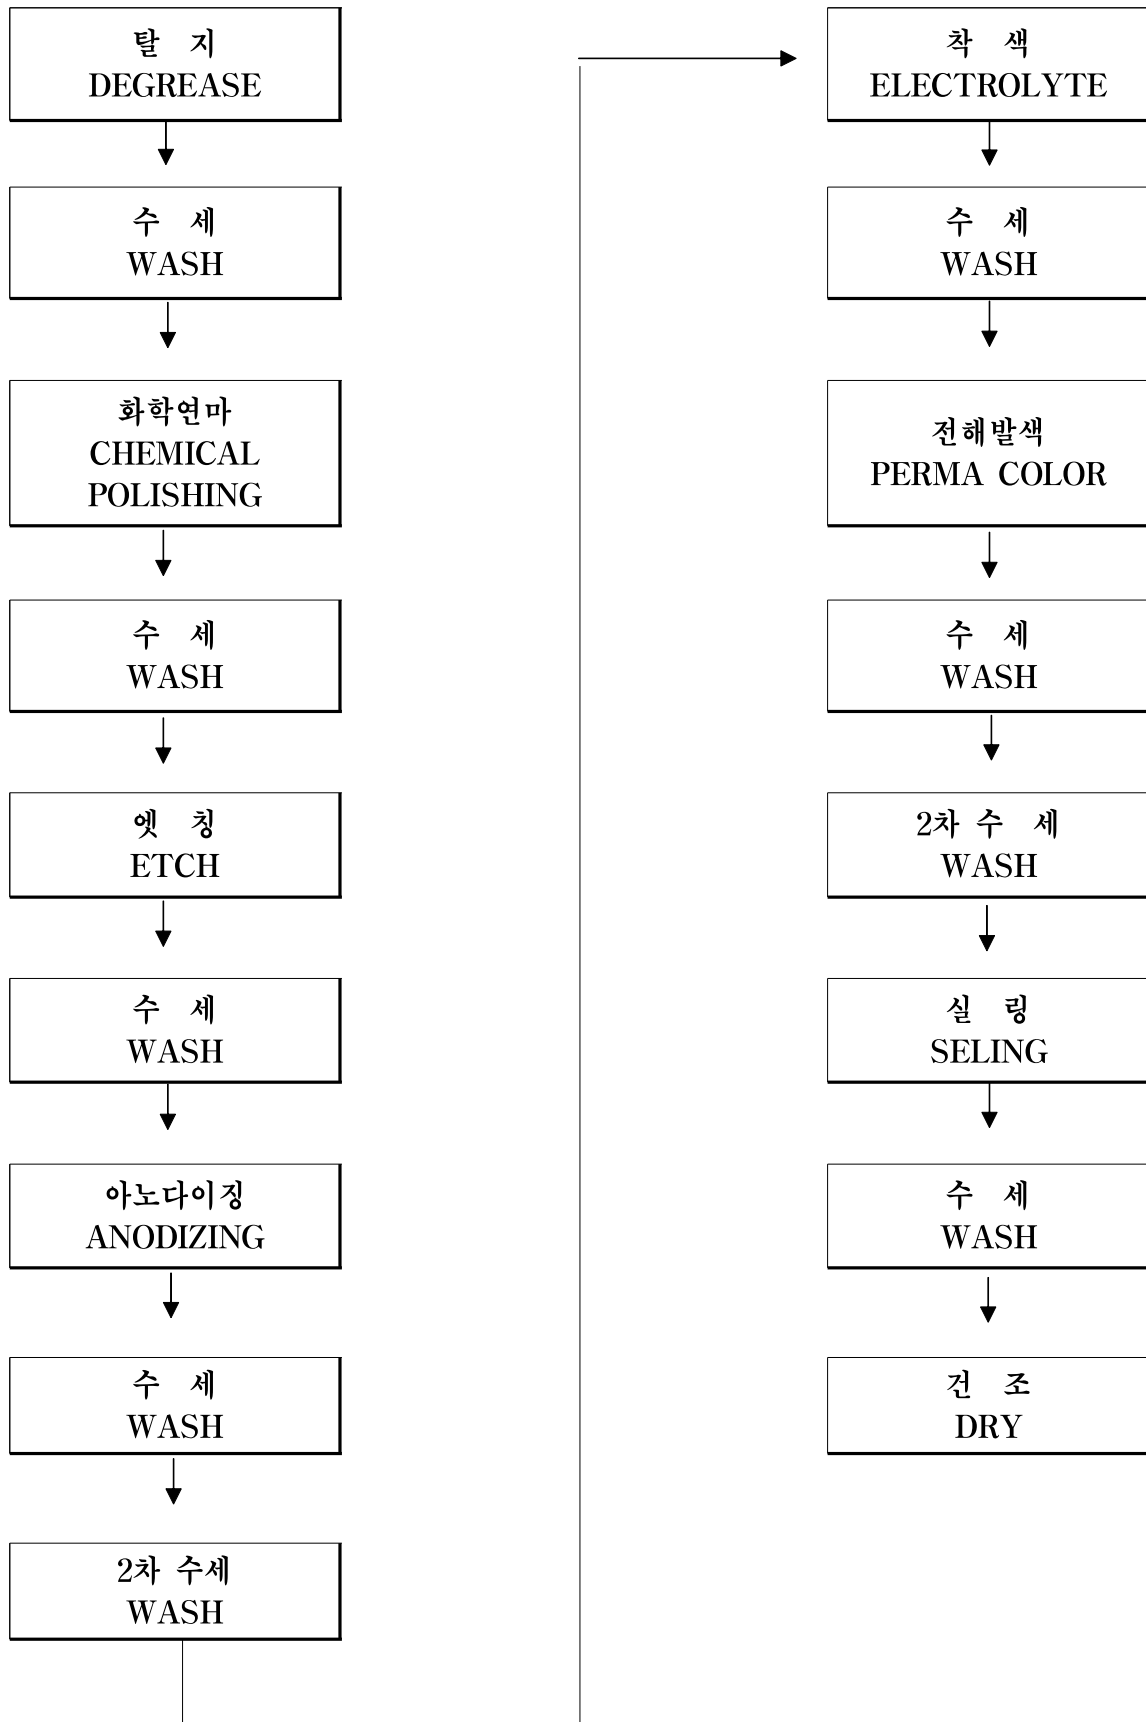 탈 지
DEGREASE
수 세
WASH
화학연마
CHEMICAL
POLISHING
수 세
WASH
엣 칭
ETCH
수 세
WASH
아노다이징
ANODIZING
수 세
WASH
2차 수세
WASH
착 색
ELECTROLYTE
수 세
WASH
전해발색
PERMA COLOR
수 세
WASH
2차 수 세
WASH
실 링
SELING
수 세
WASH
건 조
DRY